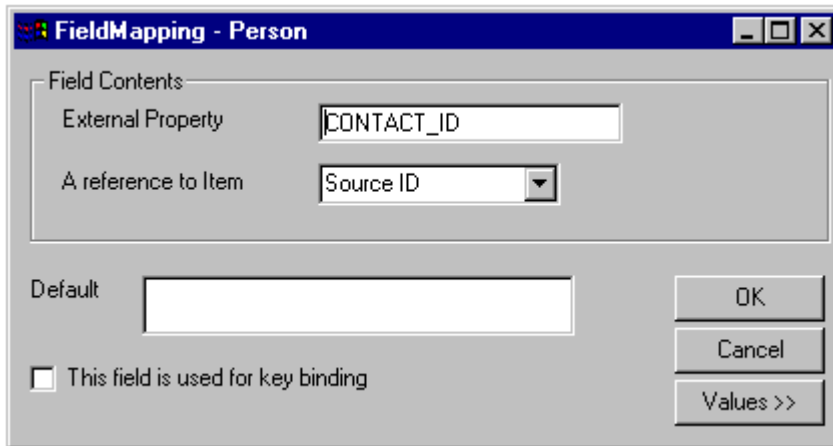 FieldMapping - Person
Field Contents
External Property
CONTACT_ID
A reference to Item
Source ID
Default
OK
Cancel
This field is used for key binding
Values >>